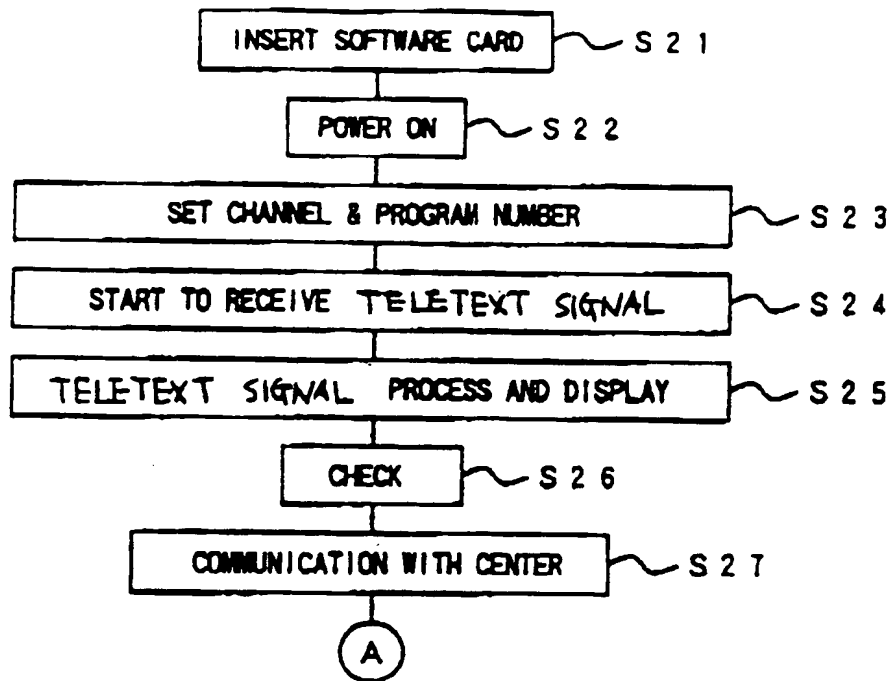 INSERT SOFTWARE CARD S21
POWER ON S22
SET CHANNEL & PROGRAM NUMBER S23
START TO RECEIVE TELETEXT SIGNAL S24
TELETEXT SIGNAL PROCESS AND DISPLAY S25
CHECK S26
COMMUNICATION WITH CENTER S27
A